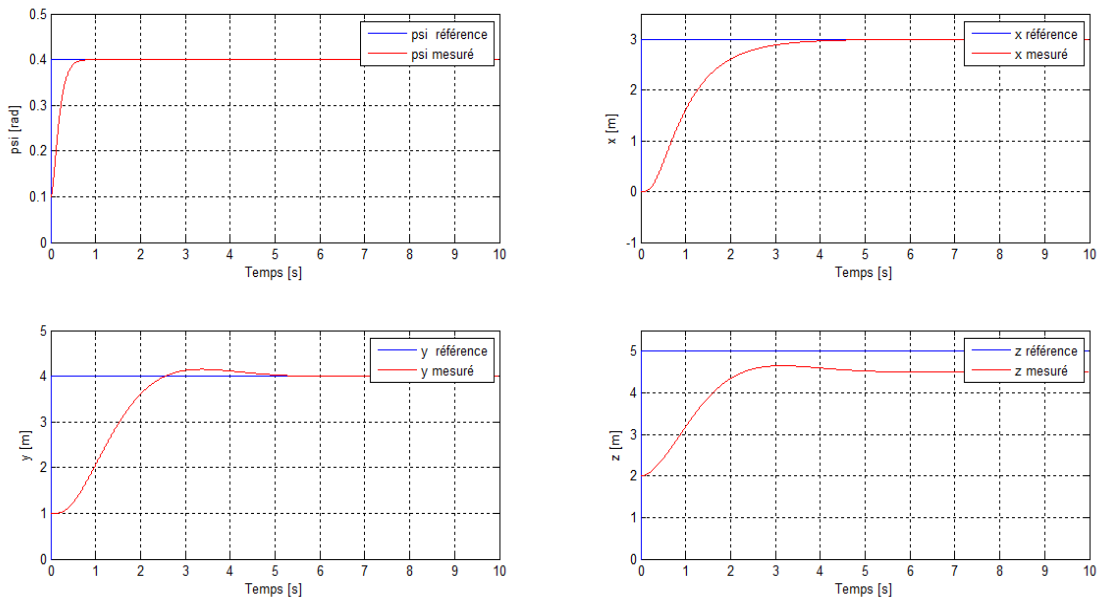 0.5
0.4
0.3
0.2
0.1
0
psi [rad]
psi référence
psi mesuré
0 1 2 3 4 5 6 7 8 9 10
Temps [s]
3
2
1
0
-1
x [m]
x référence
x mesuré
0 1 2 3 4 5 6 7 8 9 10
Temps [s]
5
4
3
2
1
0
y [m]
y référence
y mesuré
0 1 2 3 4 5 6 7 8 9 10
Temps [s]
5
4
3
2
1
0
z [m]
z référence
z mesuré
0 1 2 3 4 5 6 7 8 9 10
Temps [s]